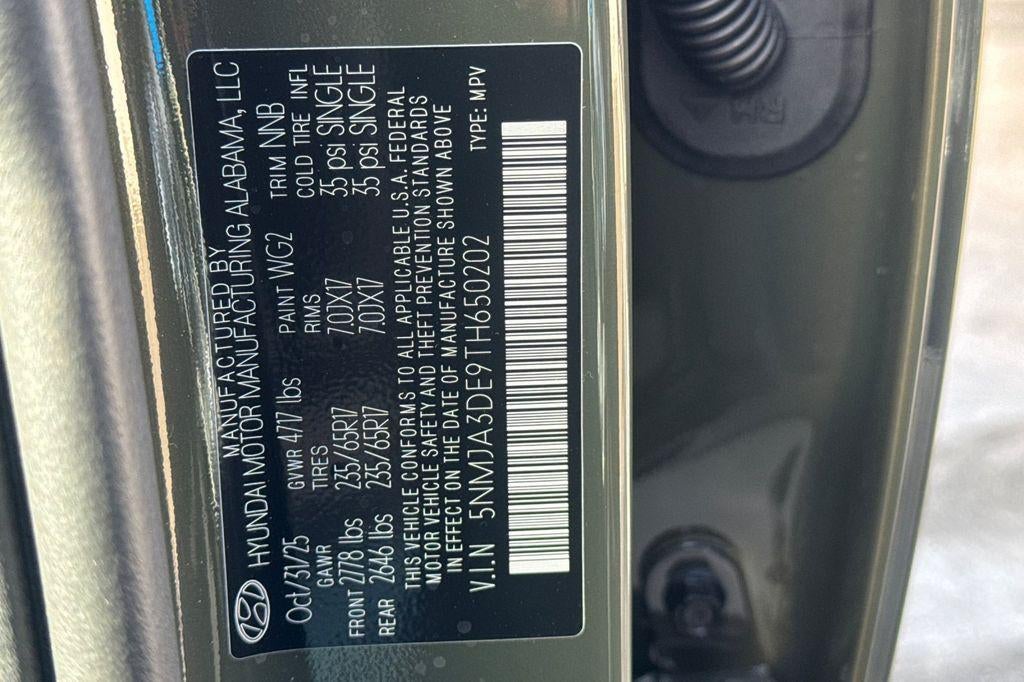 MANUFACTURED BY
HYUNDAI MOTOR MANUFACTURING ALABAMA, LLC
Oct/31/25 GVWR 4717 lbs PAINT WG2 TRIM NNB
GAWR TIRES RIMS COLD TIRE INFL
FRONT 2778 lbs 235/65R17 7.0JX17 35 psi SINGLE
REAR 2646 lbs 235/65R17 7.0JX17 35 psi SINGLE
THIS VEHICLE CONFORMS TO ALL APPLICABLE U.S.A. FEDERAL
MOTOR VEHICLE SAFETY AND THEFT PREVENTION STANDARDS
IN EFFECT ON THE DATE OF MANUFACTURE SHOWN ABOVE
V.I.N 5NMJA3DE9TH650202 TYPE: MPV